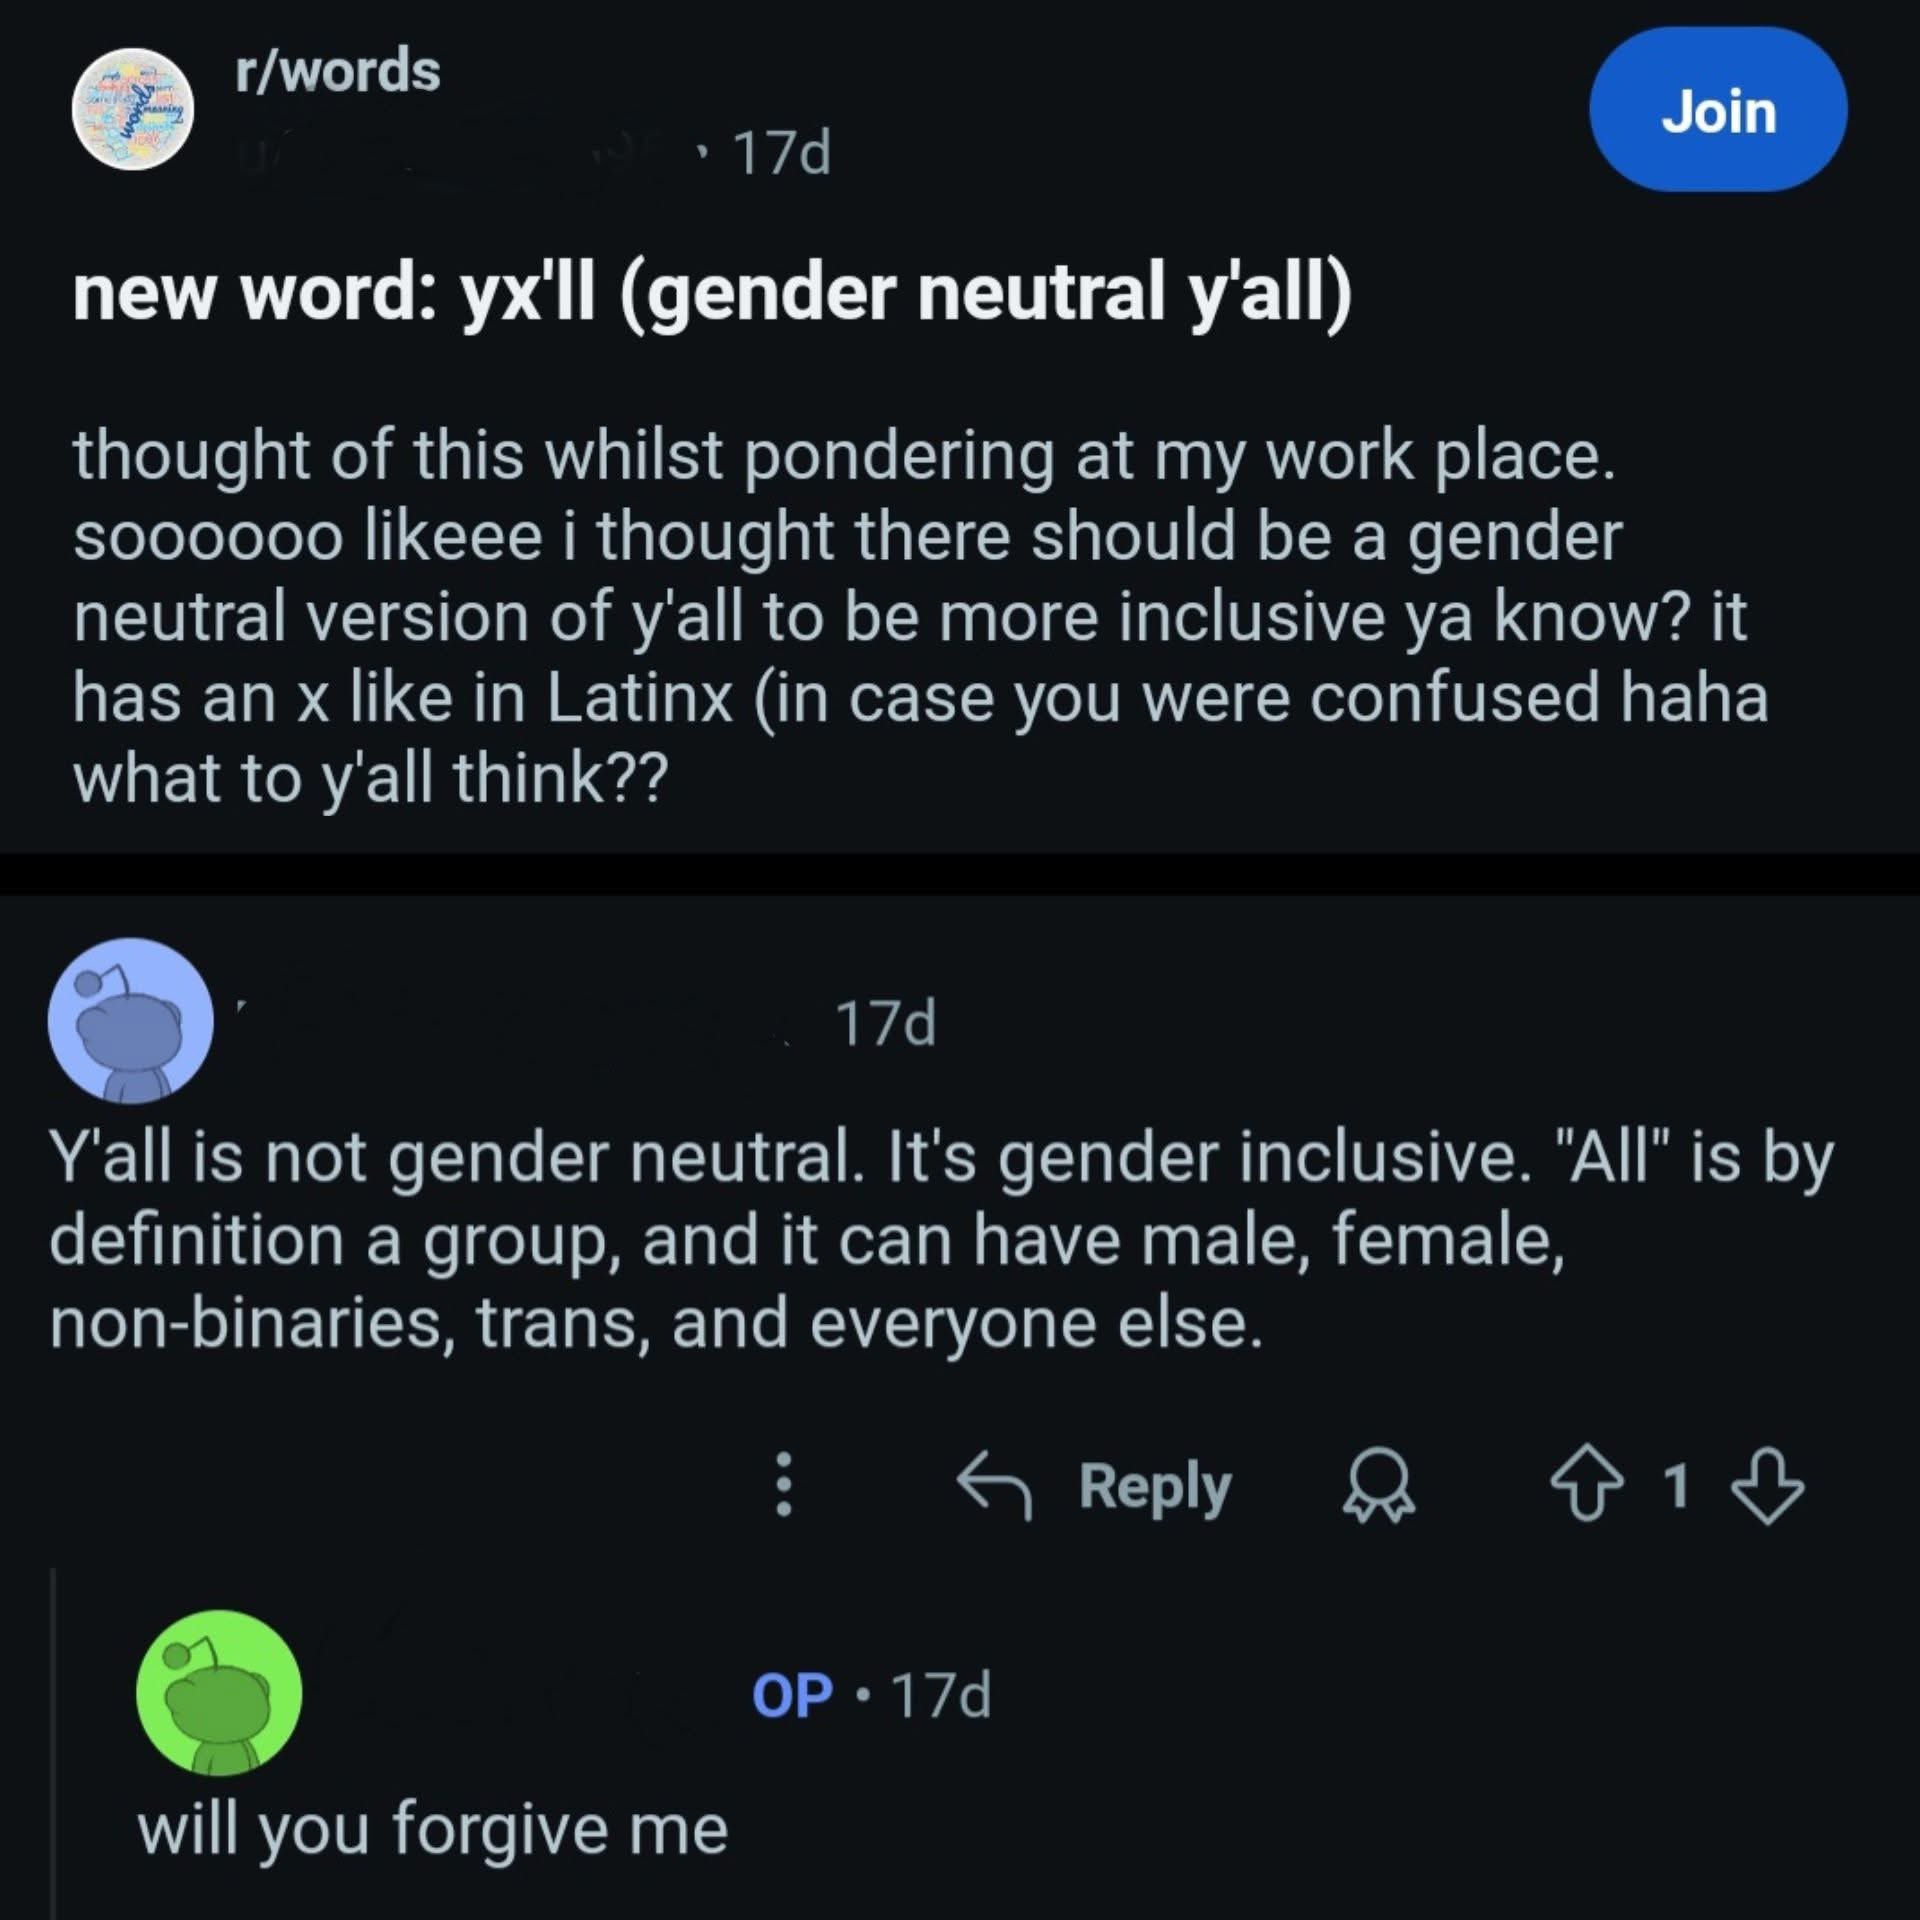 r/words
• 17d
Join
new word: yx'll (gender neutral y'all)
thought of this whilst pondering at my work place.
soooooo likeee i thought there should be a gender
neutral version of y'all to be more inclusive ya know? it
has an x like in Latinx (in case you were confused haha
what to y'all think??
17d
Y'all is not gender neutral. It's gender inclusive. "All" is by
definition a group, and it can have male, female,
non-binaries, trans, and everyone else.
Reply
1
OP • 17d
will you forgive me